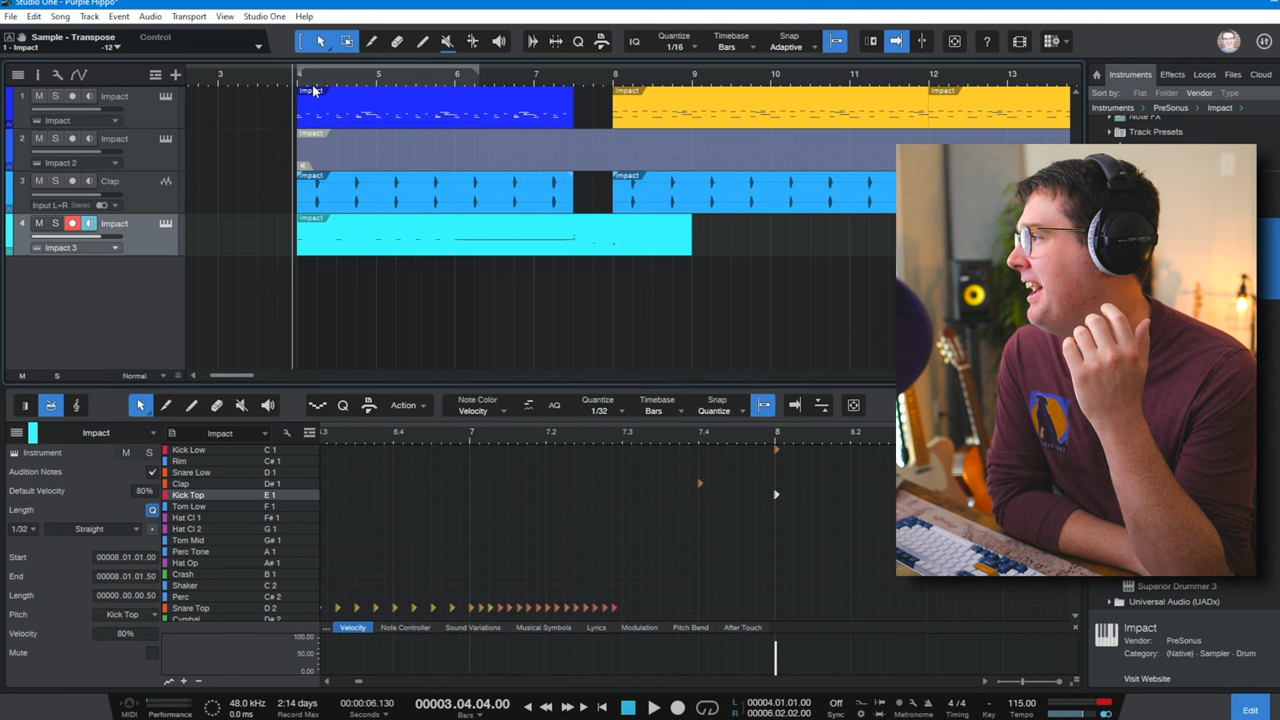 Studio One - Purple Hippo*
File Edit Song Track Event Audio Transport View Studio One Help
Sample - Transpose Control
1 - Impact -12
IQ Quantize 1/16 Timebase Bars Snap Adaptive
3 4 5 6 7 8 9 10 11 12 13
1 M S Impact
Impact
2 M S Impact
Impact 2
3 M S Clap
Input L+R
4 M S Impact
Impact 3
Impact Impact Impact
Impact
Impact Impact
Impact
M S Normal
Instruments Effects Loops Files Cloud
Sort by: Flat Folder Vendor Type
Instruments PreSonus Impact
Note FX
Track Presets
Superior Drummer 3
Universal Audio (UADx)
Impact
Vendor: PreSonus
Category: (Native) - Sampler - Drum
Visit Website
Action Note Color Velocity AQ Quantize 1/32 Timebase Bars Snap Quantize
Impact Impact
6.4 7 7.2 7.3 7.4 8 8.2
Instrument M S
Audition Notes
Default Velocity 80%
Length Q
1/32 Straight
Start 00008.01.01.00
End 00008.01.01.50
Length 00000.00.00.50
Pitch Kick Top
Velocity 80%
Mute
Kick Low C 1
Rim C# 1
Snare Low D 1
Clap D# 1
Kick Top E 1
Tom Low F 1
Hat Cl 1 F# 1
Hat Cl 2 G 1
Tom Mid G# 1
Perc Tone A 1
Hat Op A# 1
Crash B 1
Shaker C 2
Perc C# 2
Snare Top D 2
Cymbal D# 2
... Velocity Note Controller Sound Variations Musical Symbols Lyrics Modulation Pitch Bend After Touch
100.00
50.00
0.00
MIDI Performance
48.0 kHz
0.0 ms
2:14 days
Record Max
00000:00:06.130
Seconds
00003.04.04.00
Bars
L 00004.01.01.00
R 00006.02.02.00
Off
Sync
Metronome
4 / 4
Timing
-
Key
115.00
Tempo
Edit